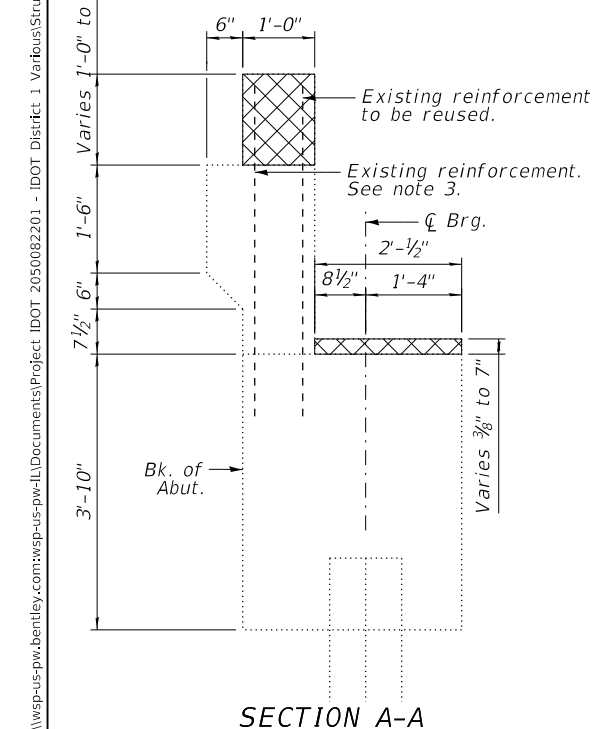 6" 1'-0"
Varies 1'-0" to
Existing reinforcement
to be reused.
Existing reinforcement.
See note 3.
1'-6"
℄ Brg.
2'-½"
8½" 1'-4"
6"
7½"
Varies ⅜" to 7"
3'-10"
Bk. of
Abut.
SECTION A-A
\\wsp-us-pw.bentley.com:wsp-us-pw-IL\Documents\Project IDOT 2050082201 - IDOT District 1 Various\Stru